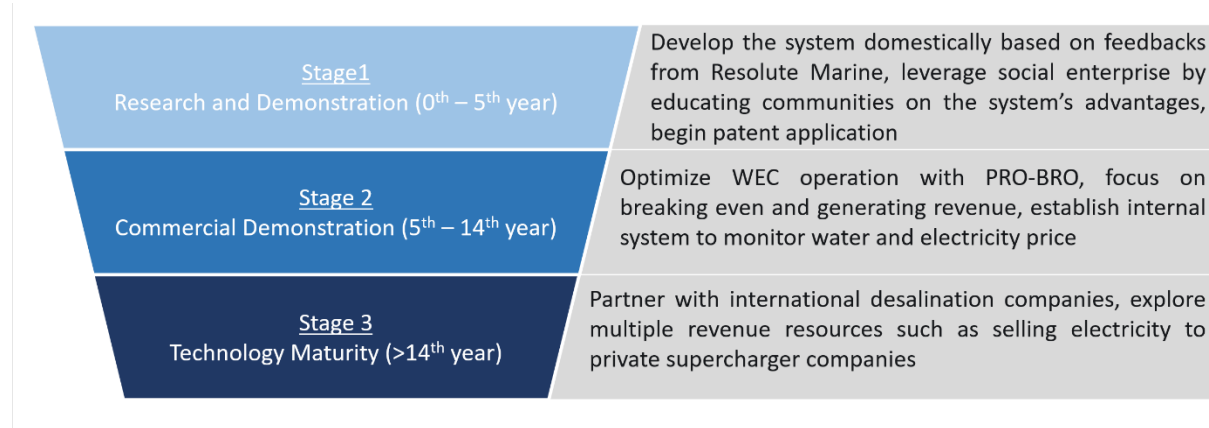 Stage1
Research and Demonstration (0th – 5th year)
Develop the system domestically based on feedbacks
from Resolute Marine, leverage social enterprise by
educating communities on the system's advantages,
begin patent application
Stage 2
Commercial Demonstration (5th – 14th year)
Optimize WEC operation with PRO-BRO, focus on
breaking even and generating revenue, establish internal
system to monitor water and electricity price
Stage 3
Technology Maturity (>14th year)
Partner with international desalination companies, explore
multiple revenue resources such as selling electricity to
private supercharger companies